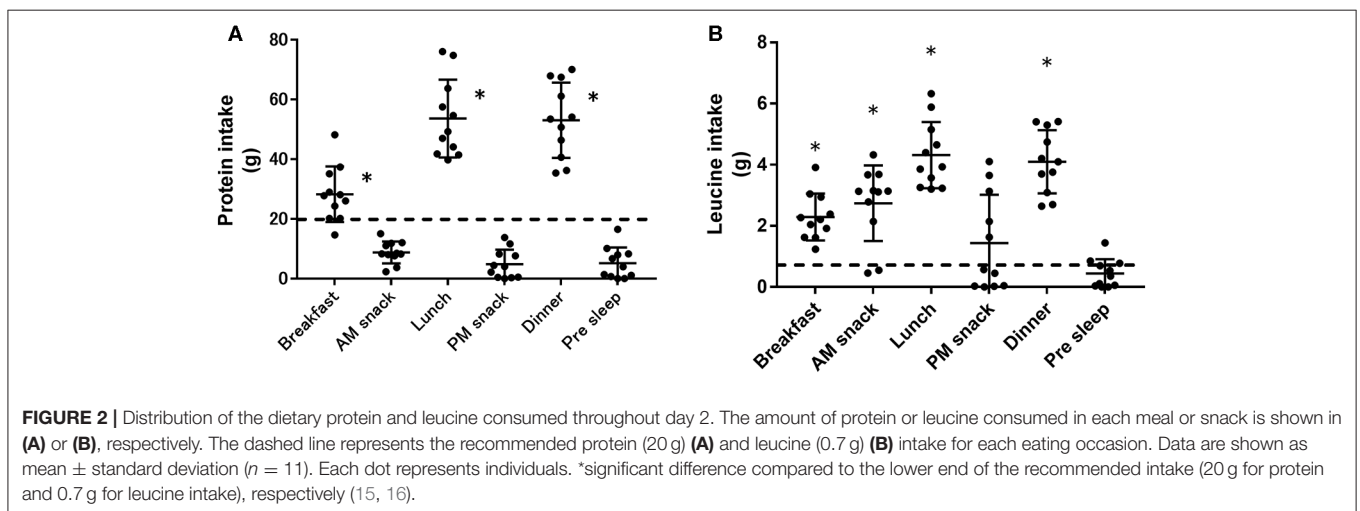 A
80
60
40
20
0
Protein intake
(g)
*
*
*
Breakfast
AM snack
Lunch
PM snack
Dinner
Pre sleep
B
8
6
4
2
0
Leucine intake
(g)
*
*
*
*
Breakfast
AM snack
Lunch
PM snack
Dinner
Pre sleep
FIGURE 2 | Distribution of the dietary protein and leucine consumed throughout day 2. The amount of protein or leucine consumed in each meal or snack is shown in
(A) or (B), respectively. The dashed line represents the recommended protein (20 g) (A) and leucine (0.7 g) (B) intake for each eating occasion. Data are shown as
mean ± standard deviation (n = 11). Each dot represents individuals. *significant difference compared to the lower end of the recommended intake (20 g for protein
and 0.7 g for leucine intake), respectively (15, 16).